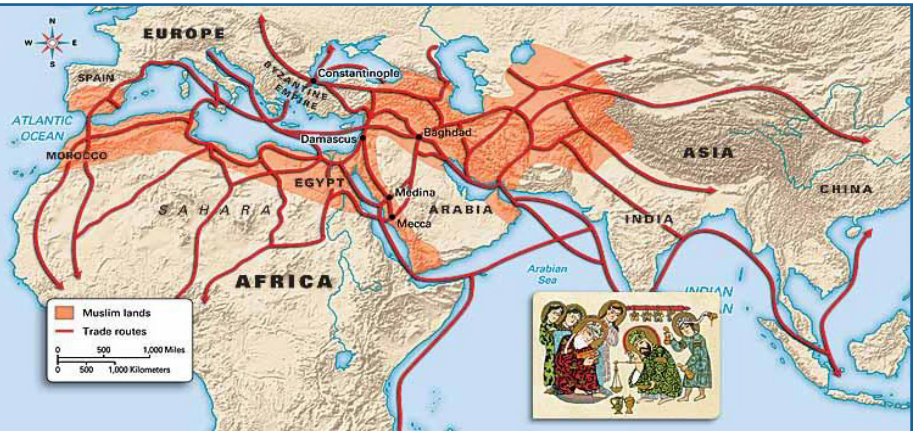 N
W E
S
EUROPE
SPAIN
Constantinople
BYZANTINE
EMPIRE
ATLANTIC
OCEAN
Damascus
Baghdad
MOROCCO
ASIA
EGYPT
Medina
CHINA
SAHARA
ARABIA
Mecca
INDIA
AFRICA
Arabian
Sea
INDIAN
Muslim lands
Trade routes
0 500 1,000 Miles
0 500 1,000 Kilometers